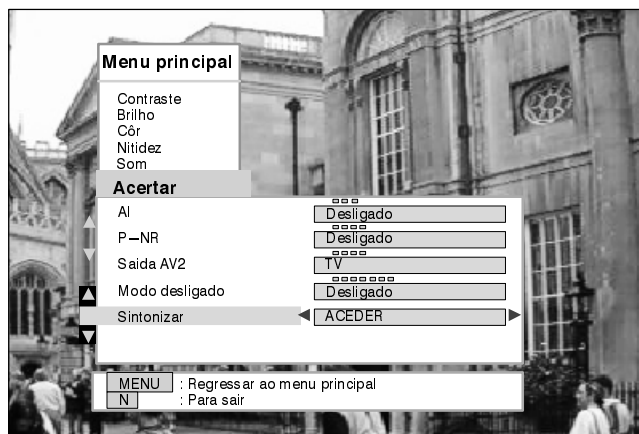 Menu principal
Contraste
Brilho
Côr
Nitidez
Som
Acertar
AI Desligado
P–NR Desligado
Saida AV2 TV
Modo desligado Desligado
Sintonizar ACEDER
MENU : Regressar ao menu principal
N : Para sair